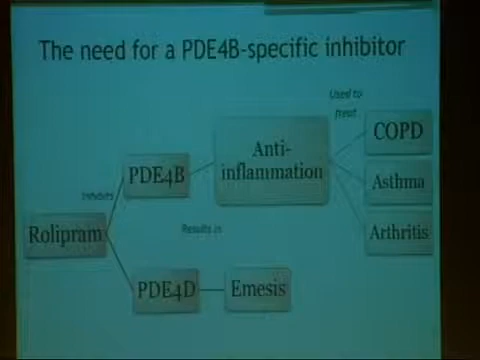 The need for a PDE4B-specific inhibitor
Used to
treat
COPD
Anti-
inflammation
PDE4B
Asthma
Inhibits
Rolipram
Results in
Arthritis
PDE4D
Emesis